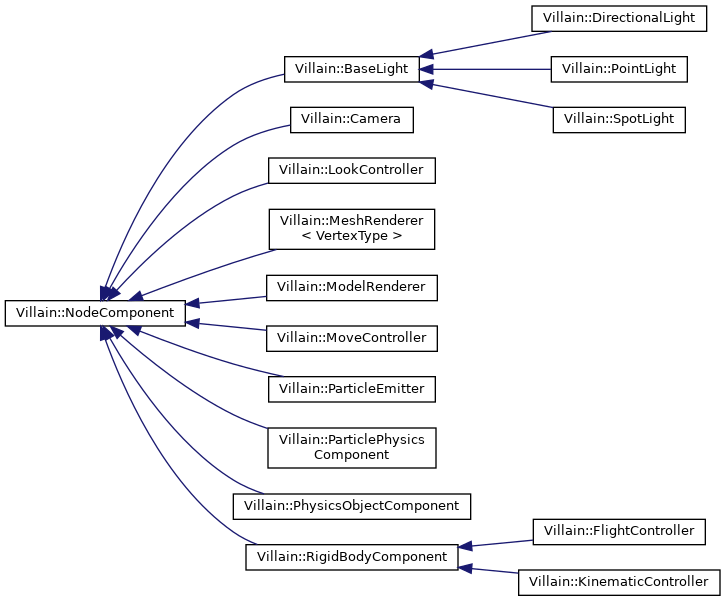 Villain::DirectionalLight
Villain::BaseLight
Villain::PointLight
Villain::SpotLight
Villain::Camera
Villain::LookController
Villain::MeshRenderer
< VertexType >
Villain::ModelRenderer
Villain::NodeComponent
Villain::MoveController
Villain::ParticleEmitter
Villain::ParticlePhysics
Component
Villain::PhysicsObjectComponent
Villain::FlightController
Villain::RigidBodyComponent
Villain::KinematicController